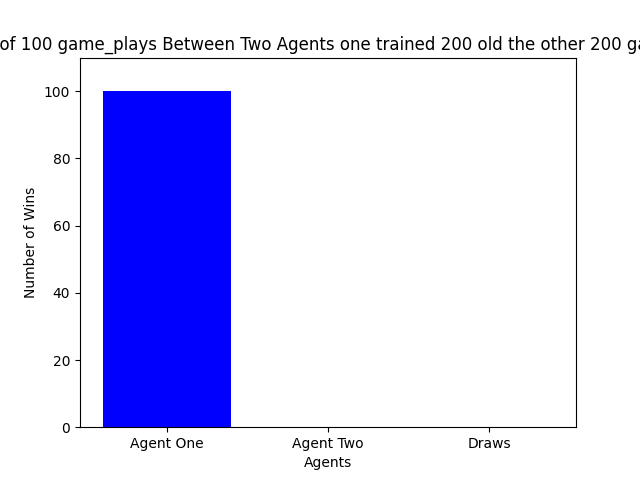 of 100 game_plays Between Two Agents one trained 200 old the other 200
100
80
60
40
20
0
Number of Wins
Agent One Agent Two Draws
Agents